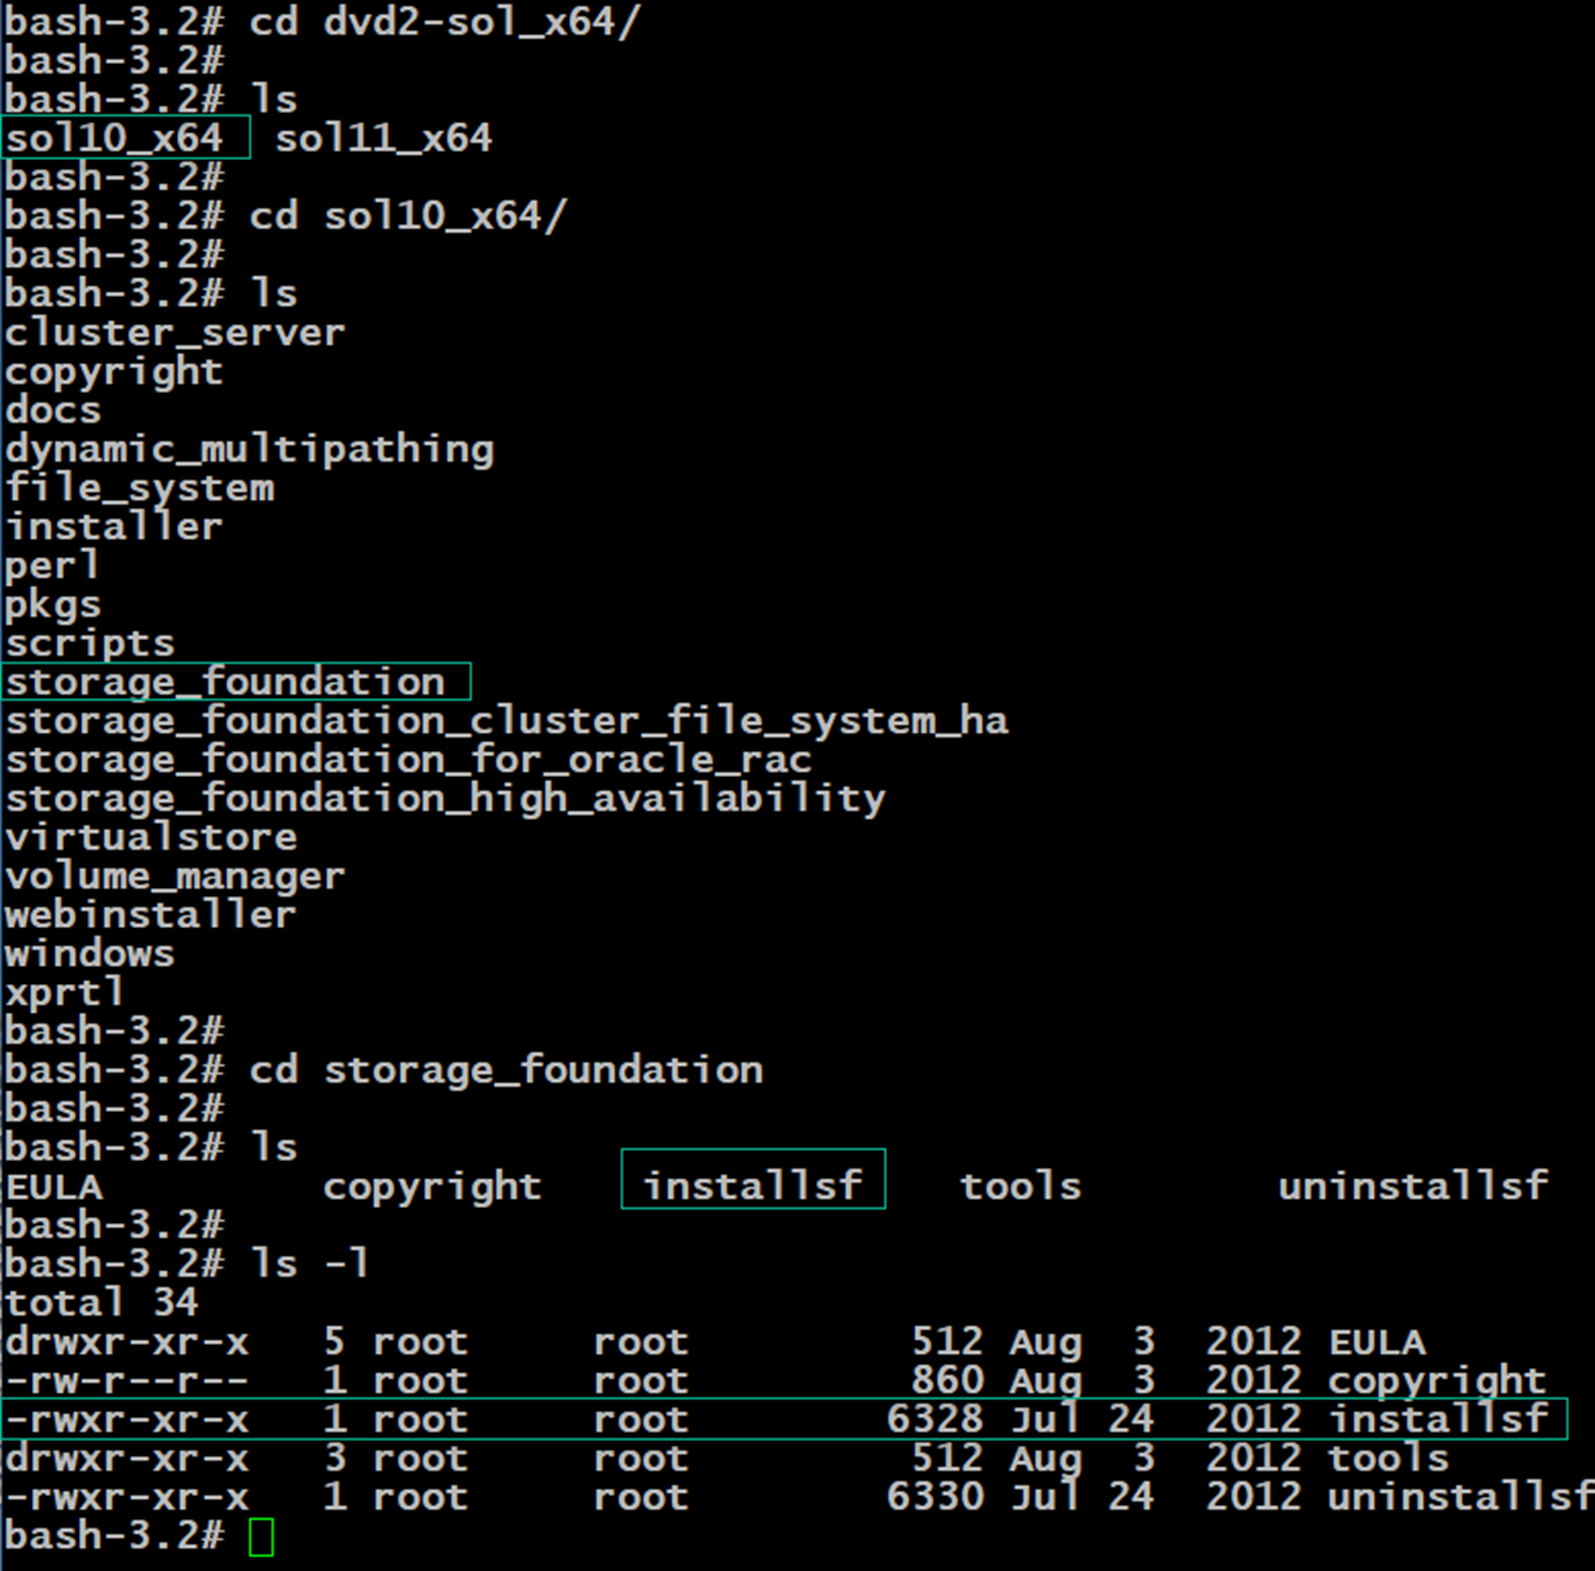 bash-3.2# cd dvd2-sol_x64/
bash-3.2#
bash-3.2# ls
sol10_x64  sol11_x64
bash-3.2#
bash-3.2# cd sol10_x64/
bash-3.2#
bash-3.2# ls
cluster_server
copyright
docs
dynamic_multipathing
file_system
installer
perl
pkgs
scripts
storage_foundation
storage_foundation_cluster_file_system_ha
storage_foundation_for_oracle_rac
storage_foundation_high_availability
virtualstore
volume_manager
webinstaller
windows
xprtl
bash-3.2#
bash-3.2# cd storage_foundation
bash-3.2#
bash-3.2# ls
EULA         copyright    installsf    tools        uninstallsf
bash-3.2#
bash-3.2# ls -l
total 34
drwxr-xr-x   5 root     root         512 Aug  3  2012 EULA
-rw-r--r--   1 root     root         860 Aug  3  2012 copyright
-rwxr-xr-x   1 root     root        6328 Jul 24  2012 installsf
drwxr-xr-x   3 root     root         512 Aug  3  2012 tools
-rwxr-xr-x   1 root     root        6330 Jul 24  2012 uninstallsf
bash-3.2#